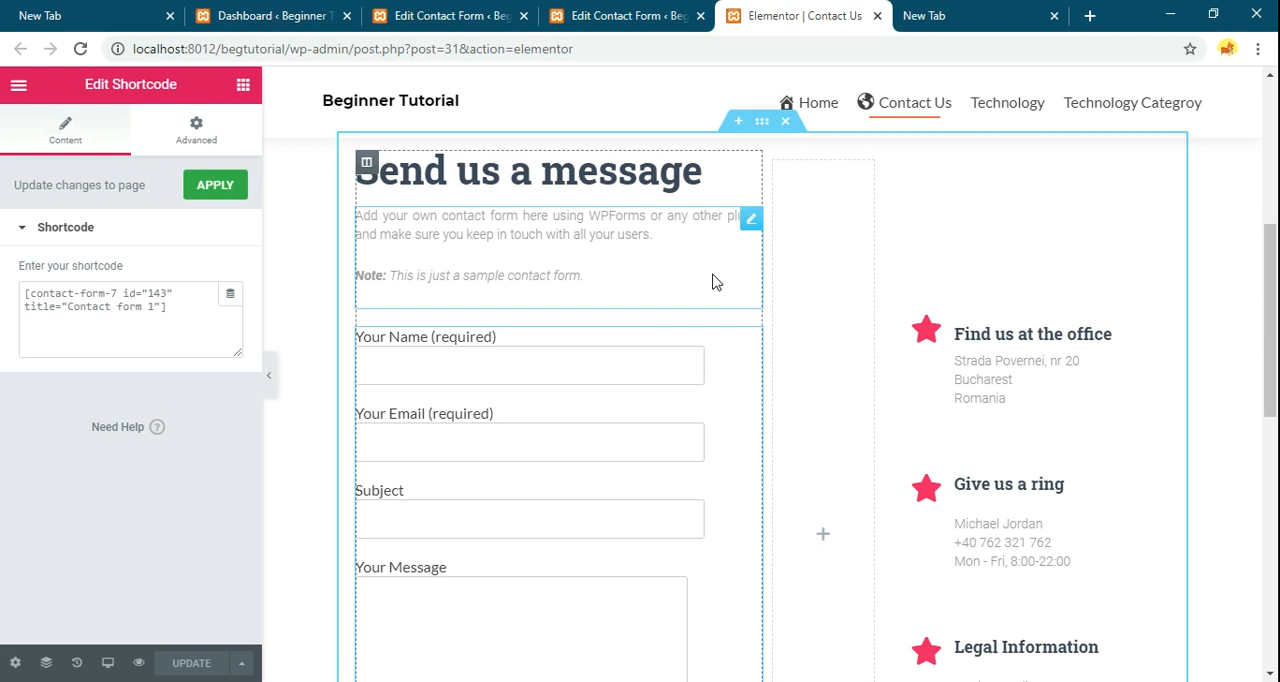 New Tab
Dashboard ‹ Beginner T
Edit Contact Form ‹ Beg
Edit Contact Form ‹ Beg
Elementor | Contact Us
New Tab
localhost:8012/begtutorial/wp-admin/post.php?post=31&action=elementor
Edit Shortcode
Content
Advanced
Update changes to page
APPLY
Shortcode
Enter your shortcode
[contact-form-7 id="143"
title="Contact form 1"]
Need Help ?
UPDATE
Beginner Tutorial
Home
Contact Us
Technology
Technology Categroy
Send us a message
Add your own contact form here using WPForms or any other plu
and make sure you keep in touch with all your users.
Note: This is just a sample contact form.
Your Name (required)
Your Email (required)
Subject
Your Message
Find us at the office
Strada Povernei, nr 20
Bucharest
Romania
Give us a ring
Michael Jordan
+40 762 321 762
Mon - Fri, 8:00-22:00
Legal Information